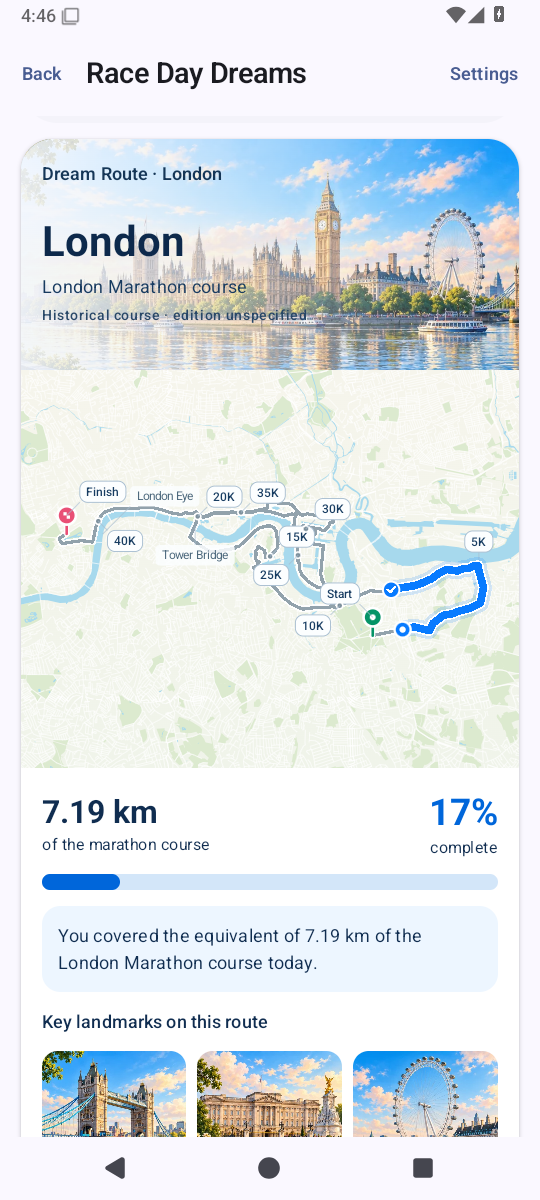 4:46
Back
Race Day Dreams
Settings
Dream Route · London
London
London Marathon course
Historical course · edition unspecified
Finish
London Eye
20K
35K
30K
40K
Tower Bridge
15K
5K
25K
Start
10K
7.19 km
17%
of the marathon course
complete
You covered the equivalent of 7.19 km of the
London Marathon course today.
Key landmarks on this route